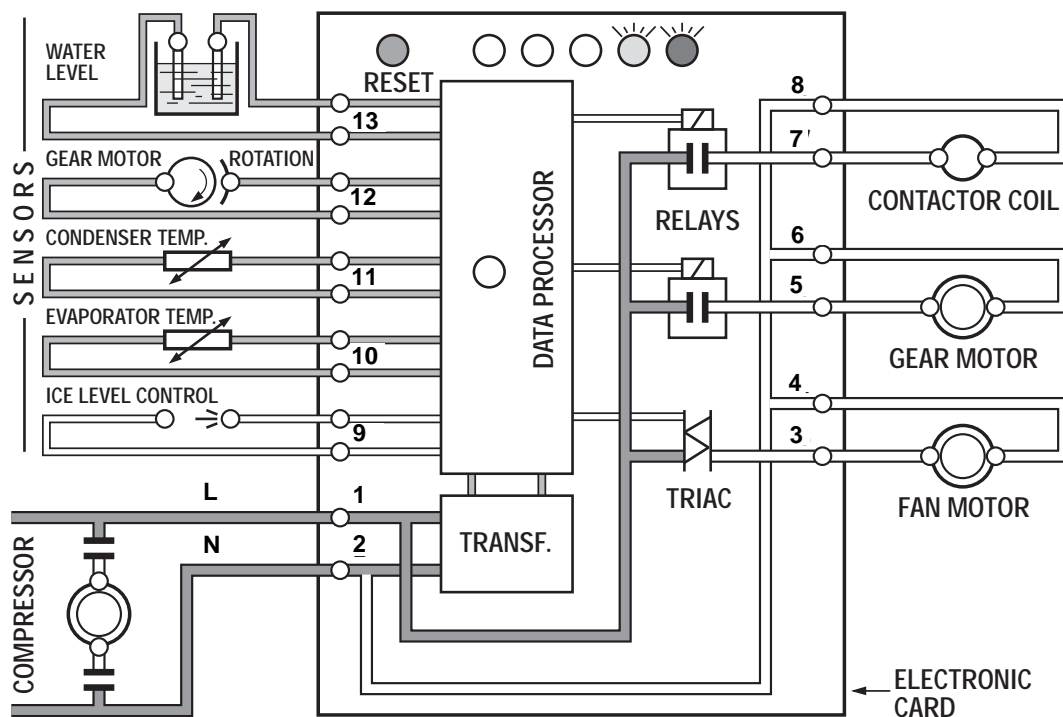 SENSORS
WATER
LEVEL
GEAR MOTOR
ROTATION
CONDENSER TEMP.
EVAPORATOR TEMP.
ICE LEVEL CONTROL
13
12
11
10
9
RESET
DATA PROCESSOR
RELAYS
TRIAC
TRANSF.
8
7
CONTACTOR COIL
6
5
GEAR MOTOR
4
3
FAN MOTOR
L
1
N
2
COMPRESSOR
ELECTRONIC
CARD